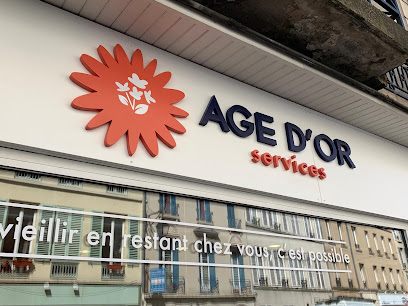 AGE D'OR
services
vieillir en restant chez vous, c'est possible